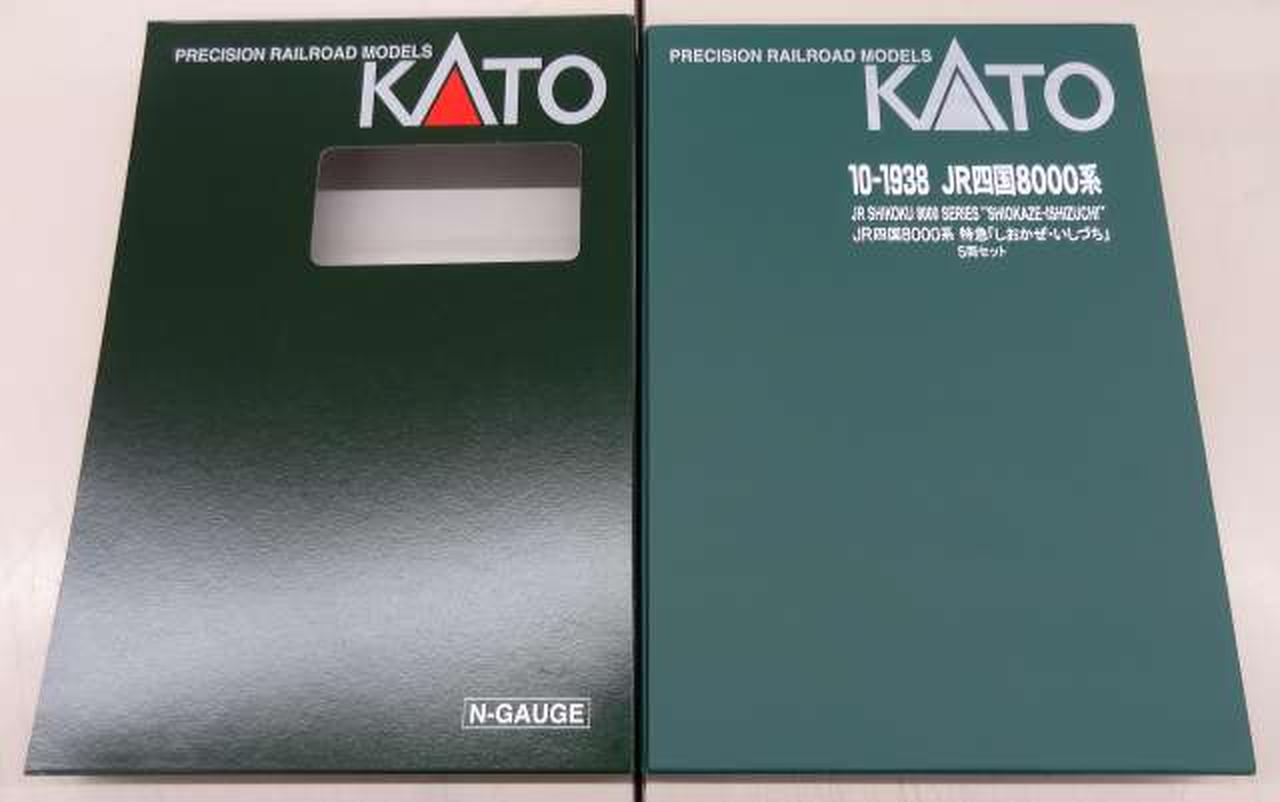 PRECISION RAILROAD MODELS
KATO
N-GAUGE
PRECISION RAILROAD MODELS
KATO
10-1938 JR四国8000系
JR SHIKOKU 8000 SERIES "SHIOKAZE-ISHIZUCHI"
JR四国8000系 特急「しおかぜ・いしづち」
5両セット